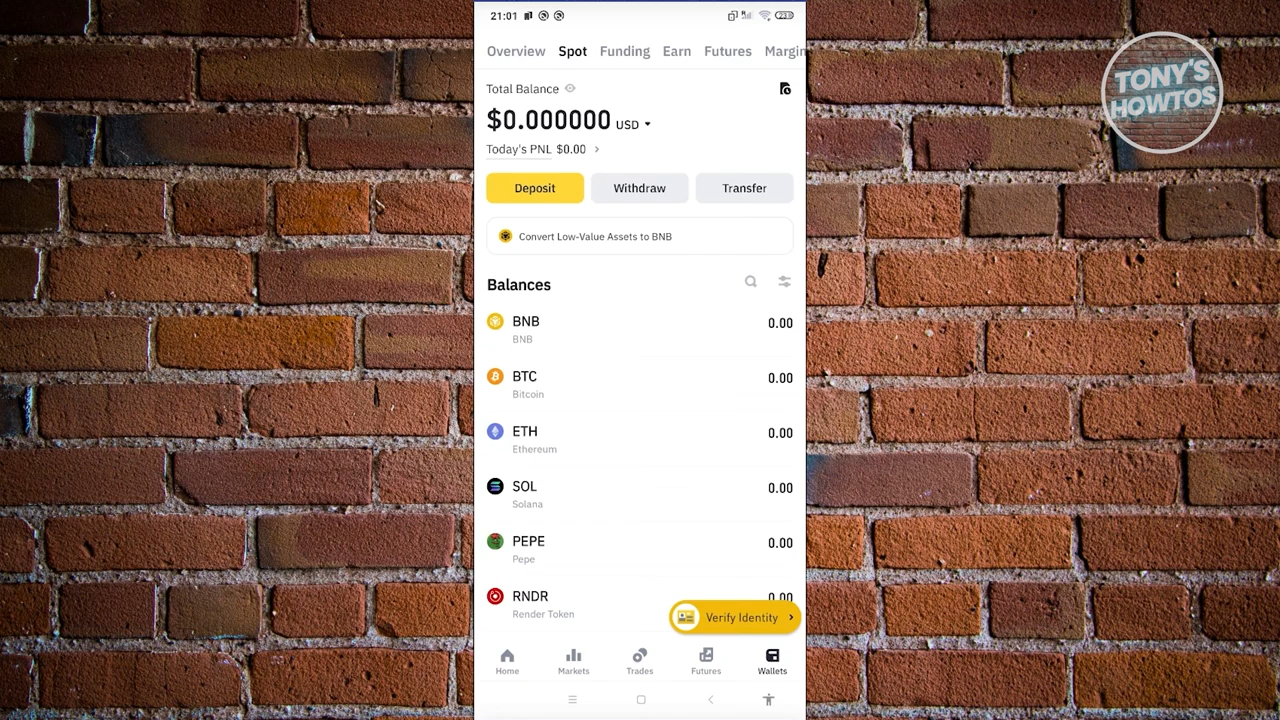 21:01
23
Overview Spot Funding Earn Futures Margin
TONY'S
HOWTOS
Total Balance
$0.000000 USD
Today's PNL $0.00
Deposit Withdraw Transfer
Convert Low-Value Assets to BNB
Balances
BNB 0.00
BNB
BTC 0.00
Bitcoin
ETH 0.00
Ethereum
SOL 0.00
Solana
PEPE 0.00
Pepe
RNDR 0.00
Render Token
Verify Identity
Home Markets Trades Futures Wallets